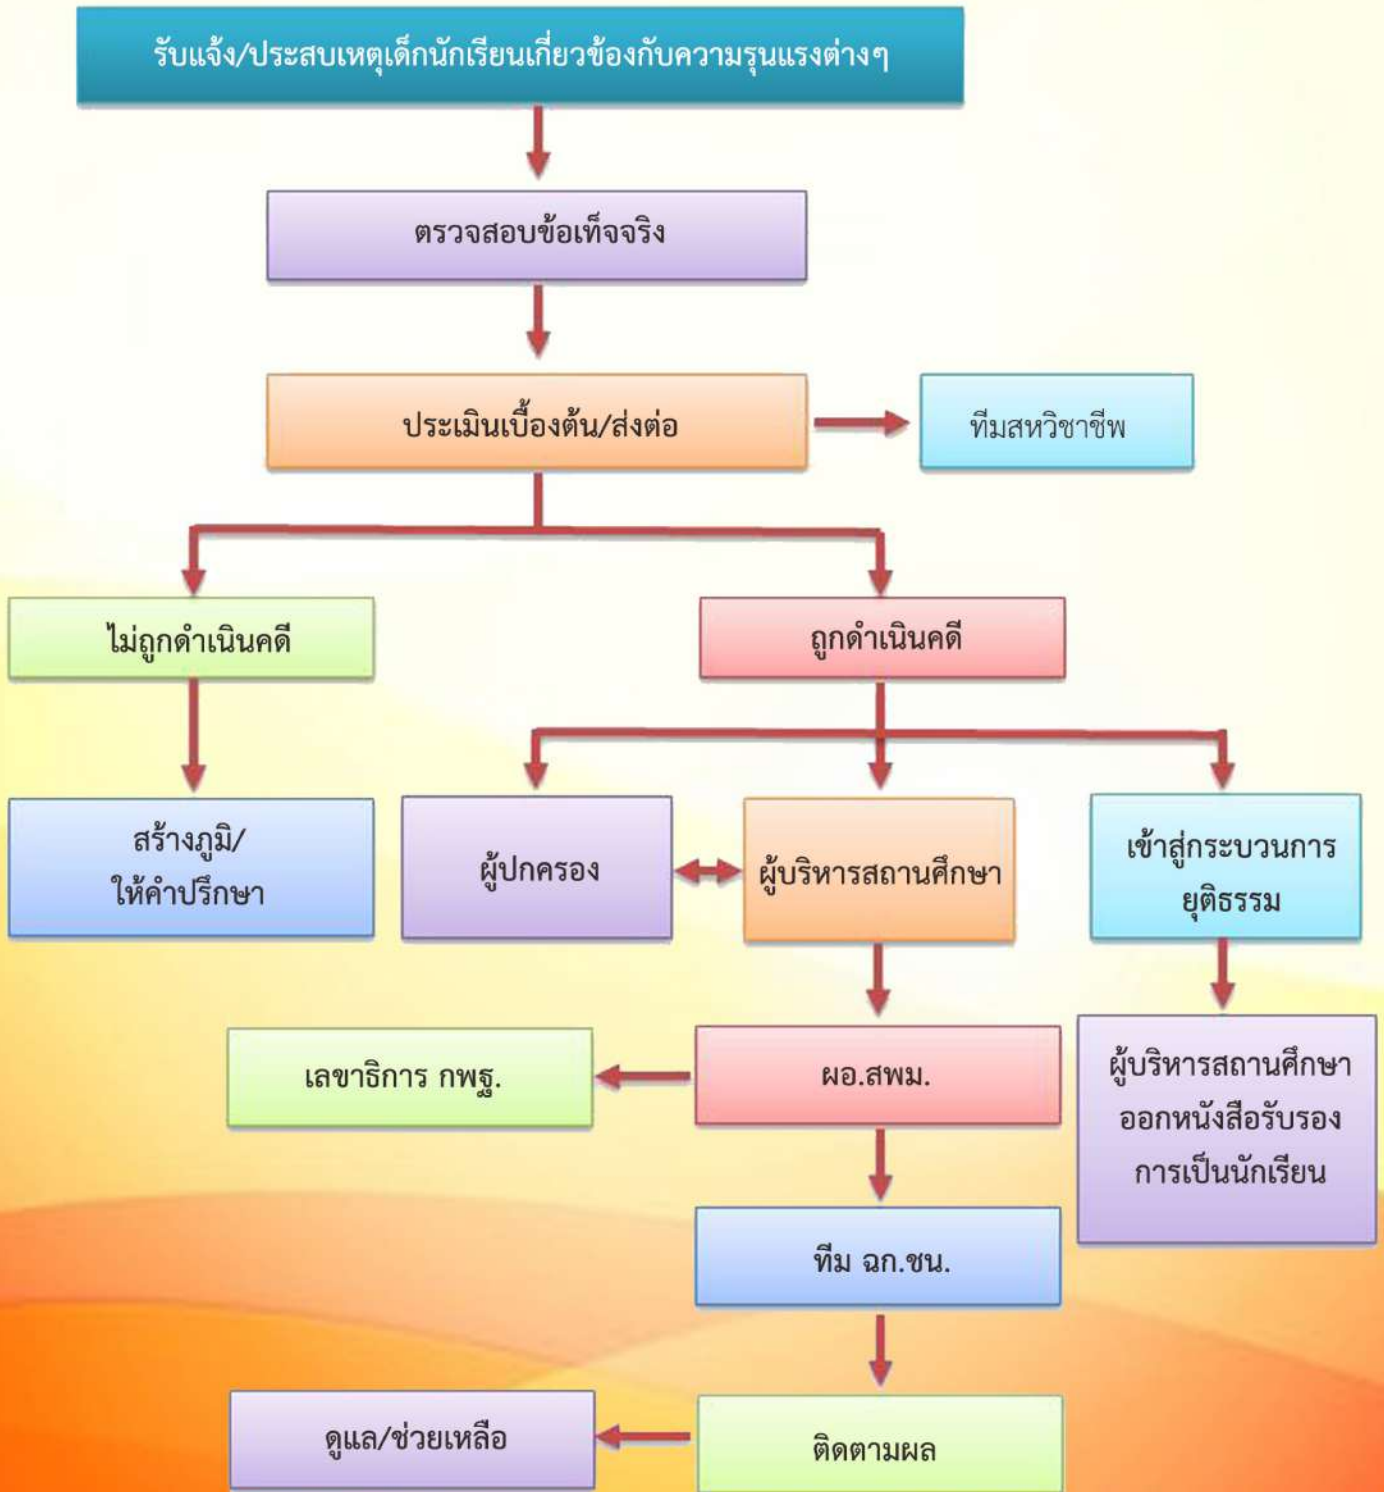 รับแจ้ง/ประสบเหตุเด็กนักเรียนเกี่ยวข้องกับความรุนแรงต่างๆ
ตรวจสอบข้อเท็จจริง
ประเมินเบื้องต้น/ส่งต่อ
ทีมสหวิชาชีพ
ไม่ถูกดำเนินคดี
ถูกดำเนินคดี
สร้างภูมิ/
ให้คำปรึกษา
ผู้ปกครอง
ผู้บริหารสถานศึกษา
เข้าสู่กระบวนการ
ยุติธรรม
เลขาธิการ กพฐ.
ผอ.สพม.
ผู้บริหารสถานศึกษา
ออกหนังสือรับรอง
การเป็นนักเรียน
ทีม ฉก.ชน.
ดูแล/ช่วยเหลือ
ติดตามผล